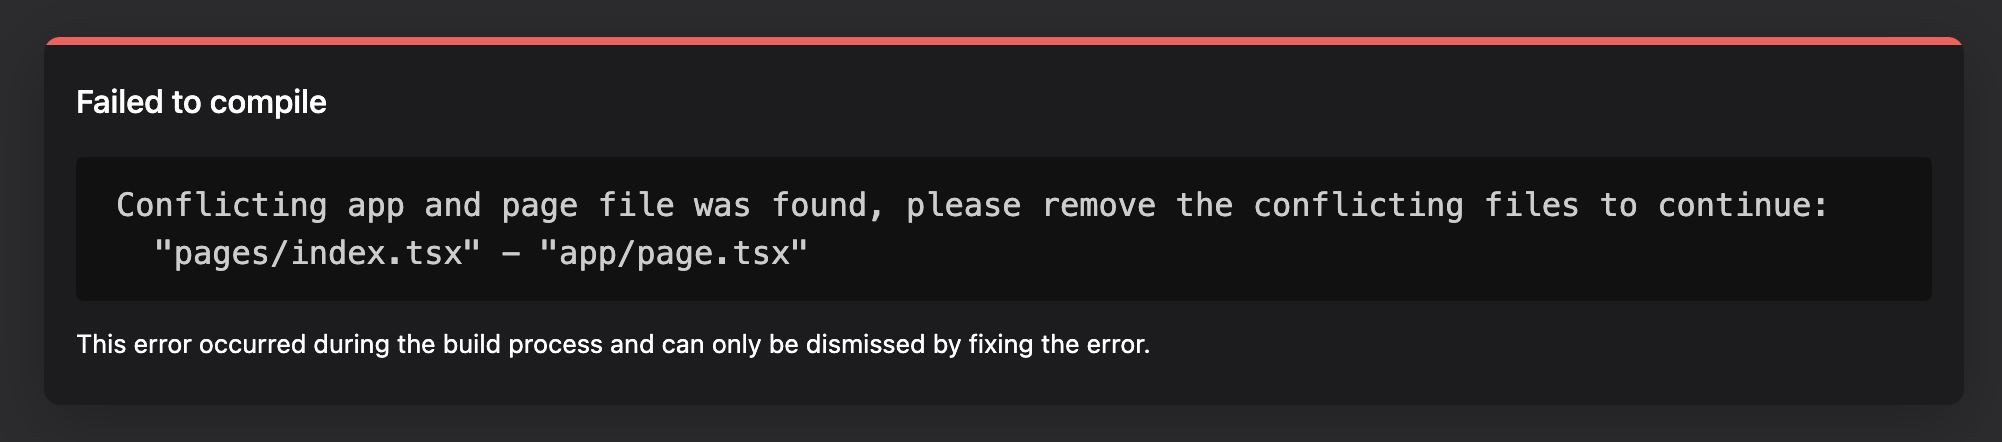 Failed to compile
Conflicting app and page file was found, please remove the conflicting files to continue:
"pages/index.tsx" - "app/page.tsx"
This error occurred during the build process and can only be dismissed by fixing the error.